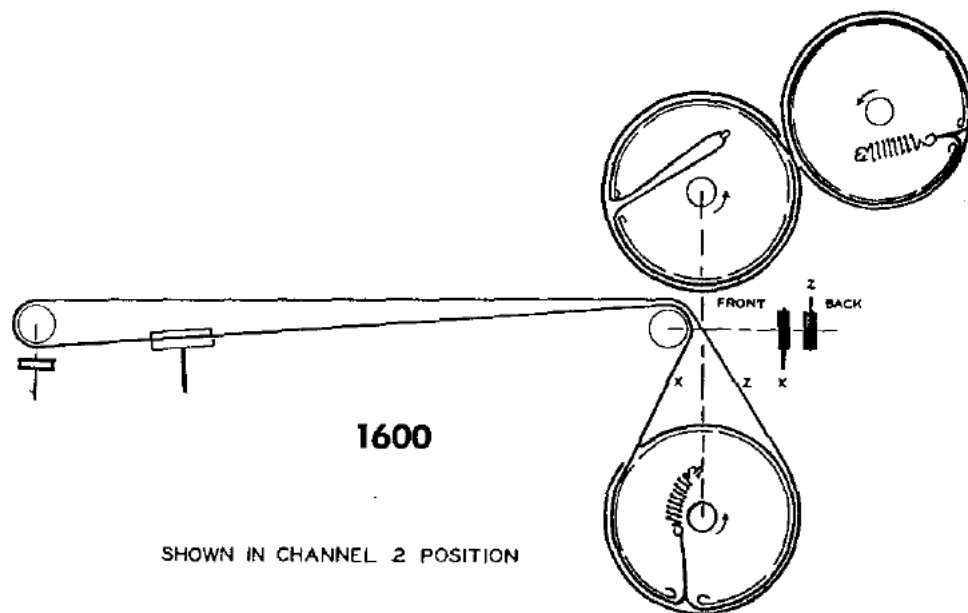 FRONT
Z
BACK
X
Z
X
1600
SHOWN IN CHANNEL 2 POSITION